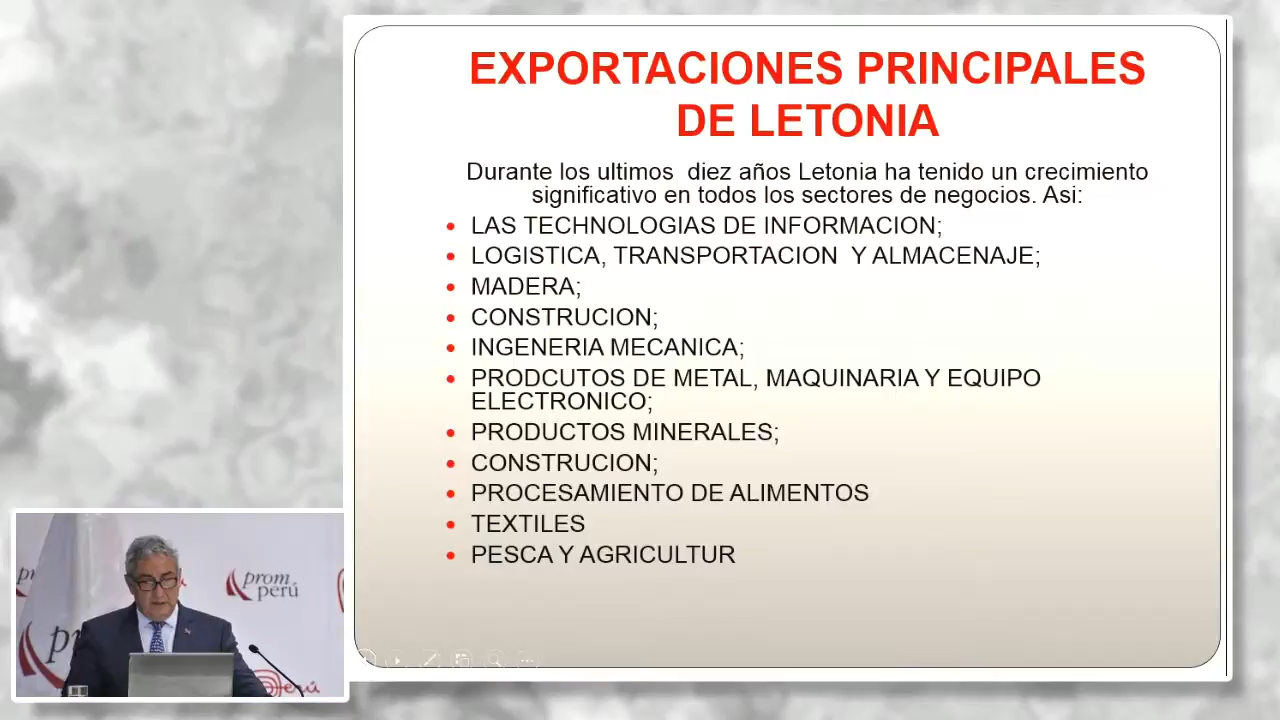 EXPORTACIONES PRINCIPALES
DE LETONIA
Durante los ultimos diez años Letonia ha tenido un crecimiento
significativo en todos los sectores de negocios. Asi:
• LAS TECHNOLOGIAS DE INFORMACION;
• LOGISTICA, TRANSPORTACION Y ALMACENAJE;
• MADERA;
• CONSTRUCION;
• INGENERIA MECANICA;
• PRODCUTOS DE METAL, MAQUINARIA Y EQUIPO
ELECTRONICO;
• PRODUCTOS MINERALES;
• CONSTRUCION;
• PROCESAMIENTO DE ALIMENTOS
• TEXTILES
• PESCA Y AGRICULTUR
prom
perú
Perú